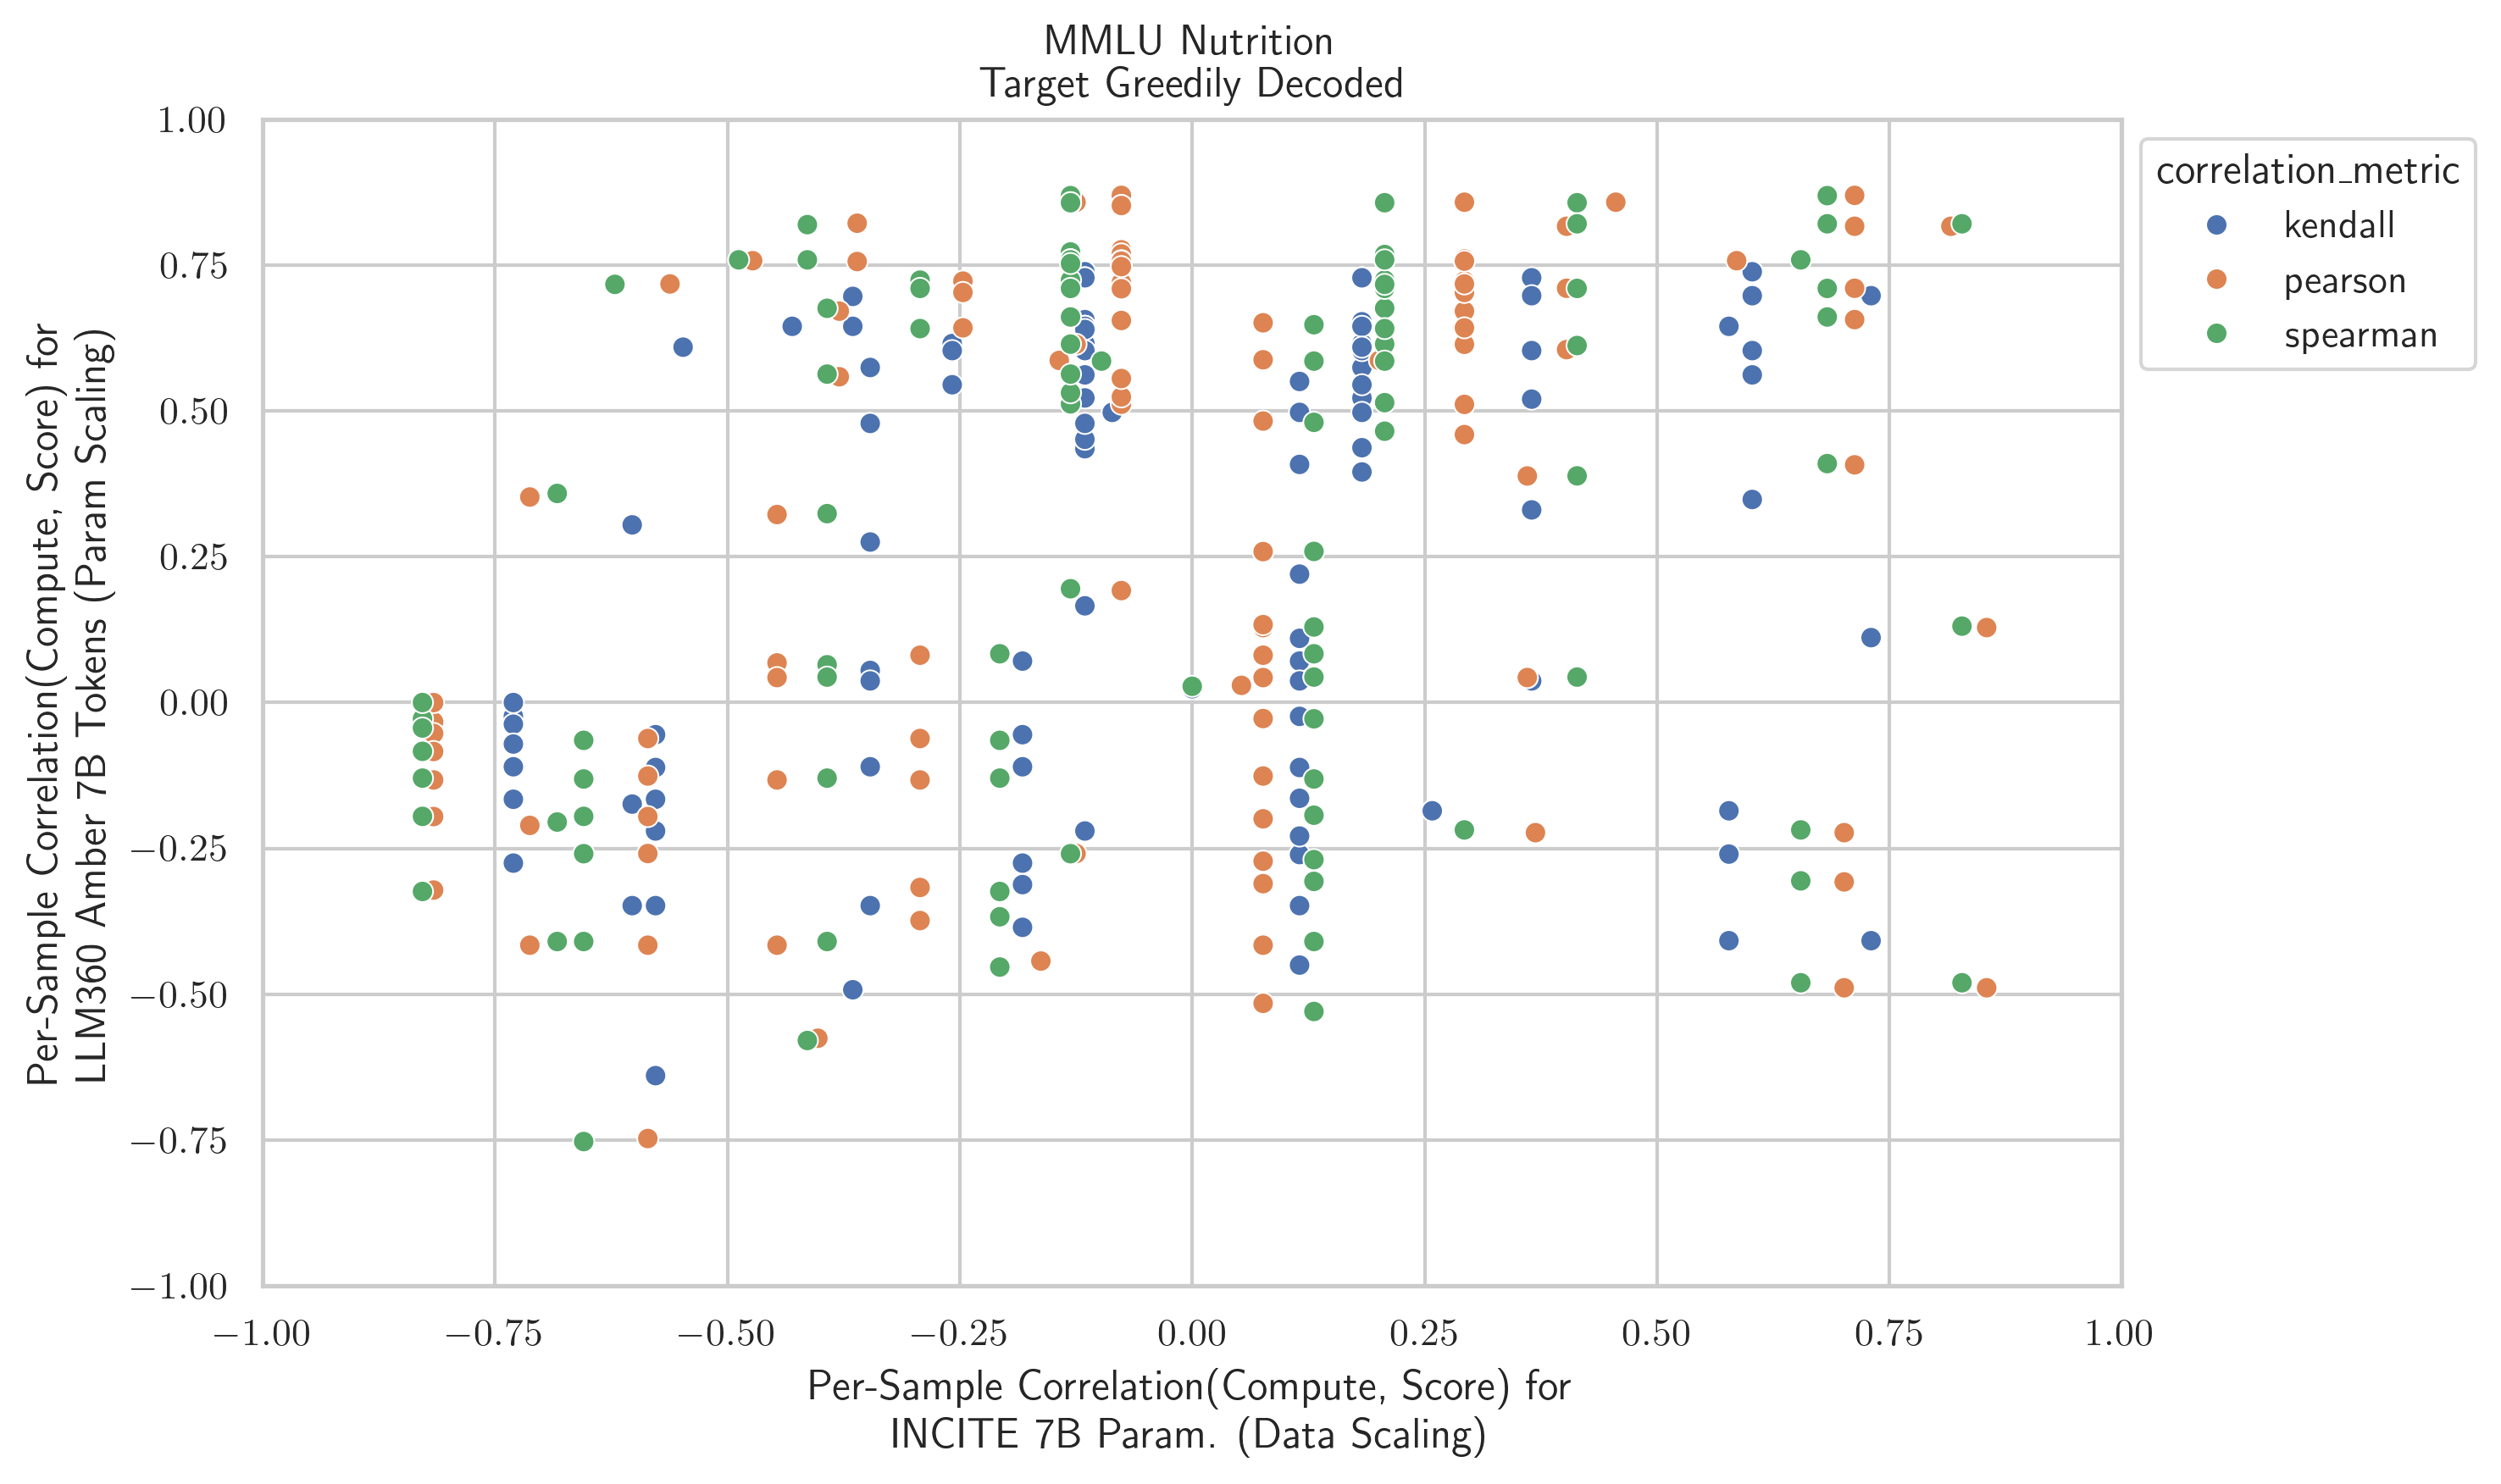 MMLU Nutrition
Target Greedily Decoded
Per-Sample Correlation(Compute, Score) for
LLM360 Amber 7B Tokens (Param Scaling)
1.00
0.75
0.50
0.25
0.00
−0.25
−0.50
−0.75
−1.00
correlation_metric
kendall
pearson
spearman
−1.00
−0.75
−0.50
−0.25
0.00
0.25
0.50
0.75
1.00
Per-Sample Correlation(Compute, Score) for
INCITE 7B Param. (Data Scaling)